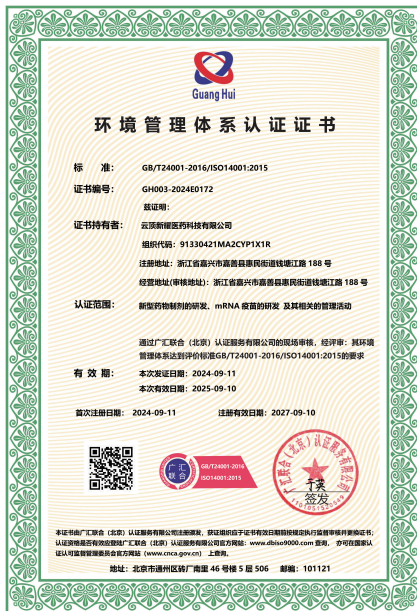 Guang Hui
环境管理体系认证证书
标 准： GB/T24001-2016/ISO14001:2015
证书编号： GH003-2024E0172
兹证明：
证书持有者： 云顶新耀医药科技有限公司
组织代码：91330421MA2CYP1X1R
注册地址：浙江省嘉兴市嘉善县惠民街道钱塘江路 188 号
经营地址(审核地址)：浙江省嘉兴市嘉善县惠民街道钱塘江路 188 号
认证范围： 新型药物制剂的研发、mRNA 疫苗的研发 及其相关的管理活动
通过广汇联合（北京）认证服务有限公司的现场审核，经评审：其环境
管理体系达到评价标准GB/T24001-2016/ISO14001:2015的要求
有 效 期： 本次发证日期：2024-09-11
本次有效日期：2025-09-10
首次注册日期： 2024-09-11 注册有效日期：2027-09-10
广汇
联合
GB/T24001-2016
ISO14001:2015
广汇联合（北京）认证服务有限公司
签发
本证书由广汇联合（北京）认证服务有限公司注册颁发，获证组织应于证书有效日期前按规定执行监督审核并更换证书；
认证资格是否有效应登陆广汇联合（北京）认证服务有限公司官方网站：www.dbiso9000.com 查询， 亦可在国家认
证认可监督管理委员会官方网站（www.cnca.gov.cn） 上查询。
地址：北京市通州区砖厂南里 46 号楼 5 层 506 邮编：101121